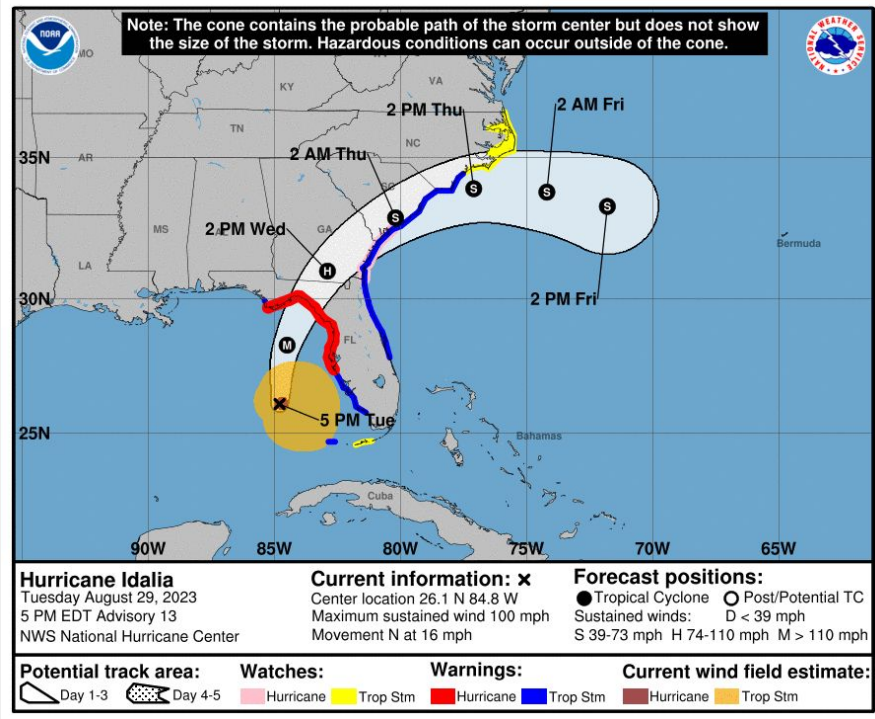 Note: The cone contains the probable path of the storm center but does not show
the size of the storm. Hazardous conditions can occur outside of the cone.
NOAA
NATIONAL WEATHER SERVICE
MO
KY
VA
2 PM Thu
2 AM Fri
TN
NC
35N
AR
2 AM Thu
SC
2 PM Wed
MS
AL
GA
S
S
S
S
Bermuda
LA
H
2 PM Fri
30N
M
FL
5 PM Tue
25N
Bahamas
Cuba
90W
85W
80W
75W
70W
65W
Hurricane Idalia
Tuesday August 29, 2023
5 PM EDT Advisory 13
NWS National Hurricane Center
Current information: x
Center location 26.1 N 84.8 W
Maximum sustained wind 100 mph
Movement N at 16 mph
Forecast positions:
Tropical Cyclone Post/Potential TC
Sustained winds: D < 39 mph
S 39-73 mph H 74-110 mph M > 110 mph
Potential track area:
Day 1-3 Day 4-5
Watches:
Hurricane Trop Stm
Warnings:
Hurricane Trop Stm
Current wind field estimate:
Hurricane Trop Stm